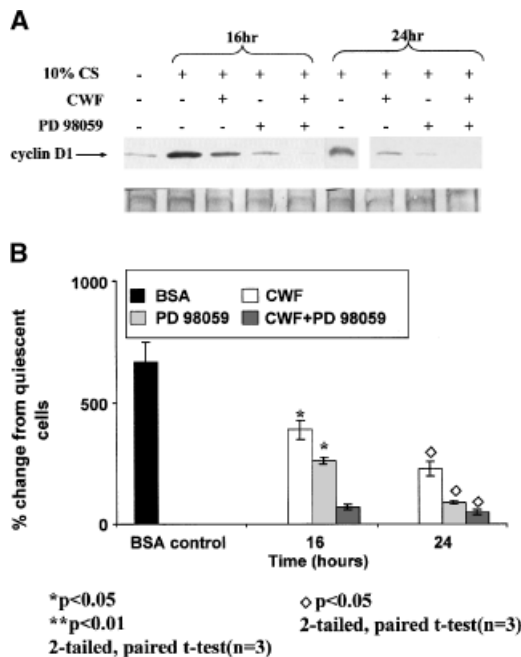 A
16hr 24hr
10% CS - + + + + + + + +
CWF - - + - + - + - +
PD 98059 - - - + + - - + +
cyclin D1
B
1000
500
0
% change from quiescent cells
BSA CWF
PD 98059 CWF+PD 98059
* * ◇ ◇ ◇
BSA control 16 24
Time (hours)
*p<0.05 ◇ p<0.05
**p<0.01 2-tailed, paired t-test(n=3)
2-tailed, paired t-test(n=3)